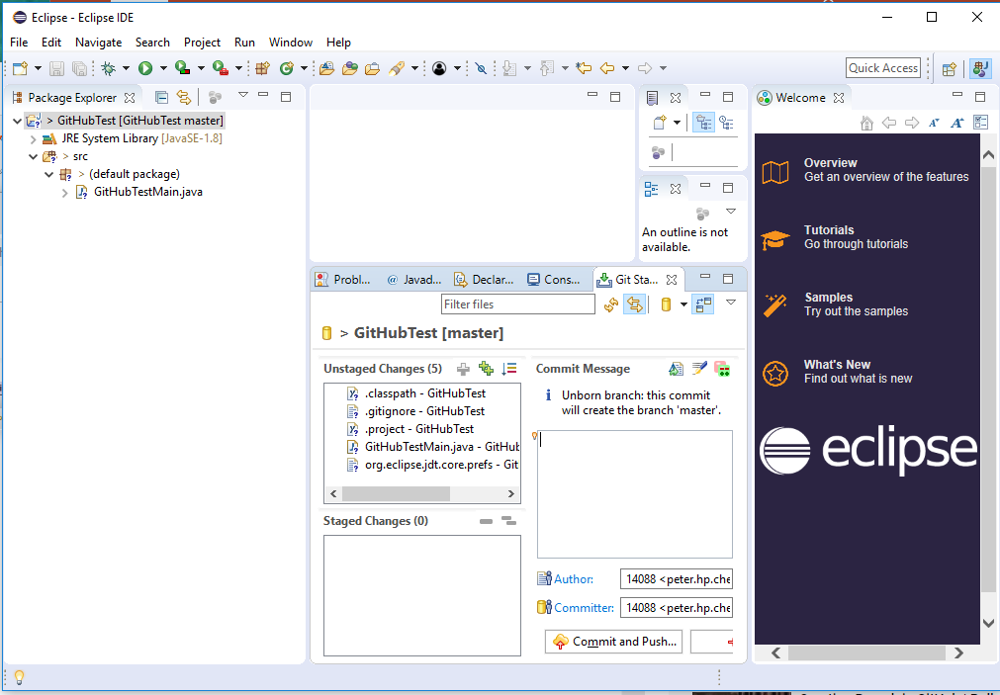 Eclipse - Eclipse IDE
File Edit Navigate Search Project Run Window Help
Quick Access
Package Explorer
> GitHubTest [GitHubTest master]
JRE System Library [JavaSE-1.8]
> src
> (default package)
GitHubTestMain.java
An outline is not
available.
Probl...
@ Javad...
Declar...
Cons...
Git Sta...
Filter files
> GitHubTest [master]
Unstaged Changes (5)
.classpath - GitHubTest
.gitignore - GitHubTest
.project - GitHubTest
GitHubTestMain.java - GitHub
org.eclipse.jdt.core.prefs - Git
Staged Changes (0)
Commit Message
Unborn branch: this commit
will create the branch 'master'.
Author:
14088 <peter.hp.che
Committer:
14088 <peter.hp.che
Commit and Push...
Welcome
Overview
Get an overview of the features
Tutorials
Go through tutorials
Samples
Try out the samples
What's New
Find out what is new
eclipse